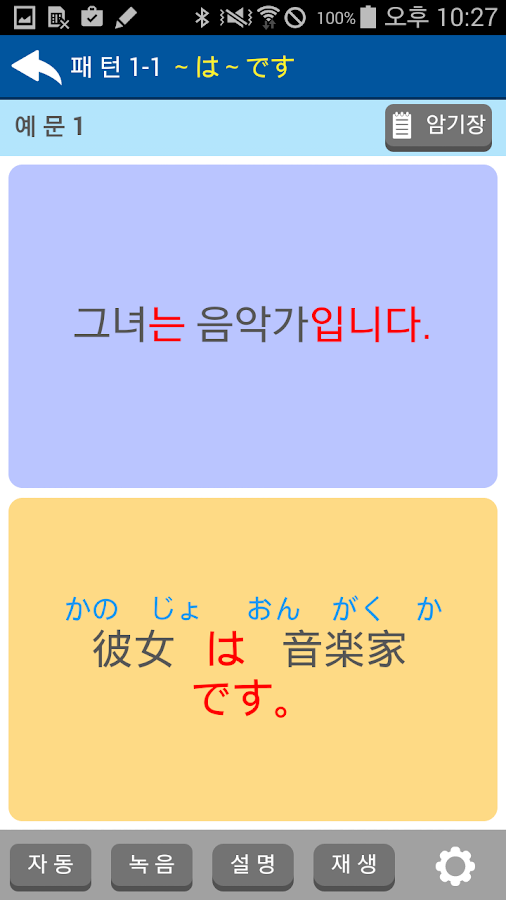 100% 오후 10:27
패 턴 1-1 ~ は ~ です
예 문 1
암기장
그녀는 음악가입니다.
かの じょ おん がく か
彼女 は 音楽家
です。
자 동 녹 음 설 명 재 생